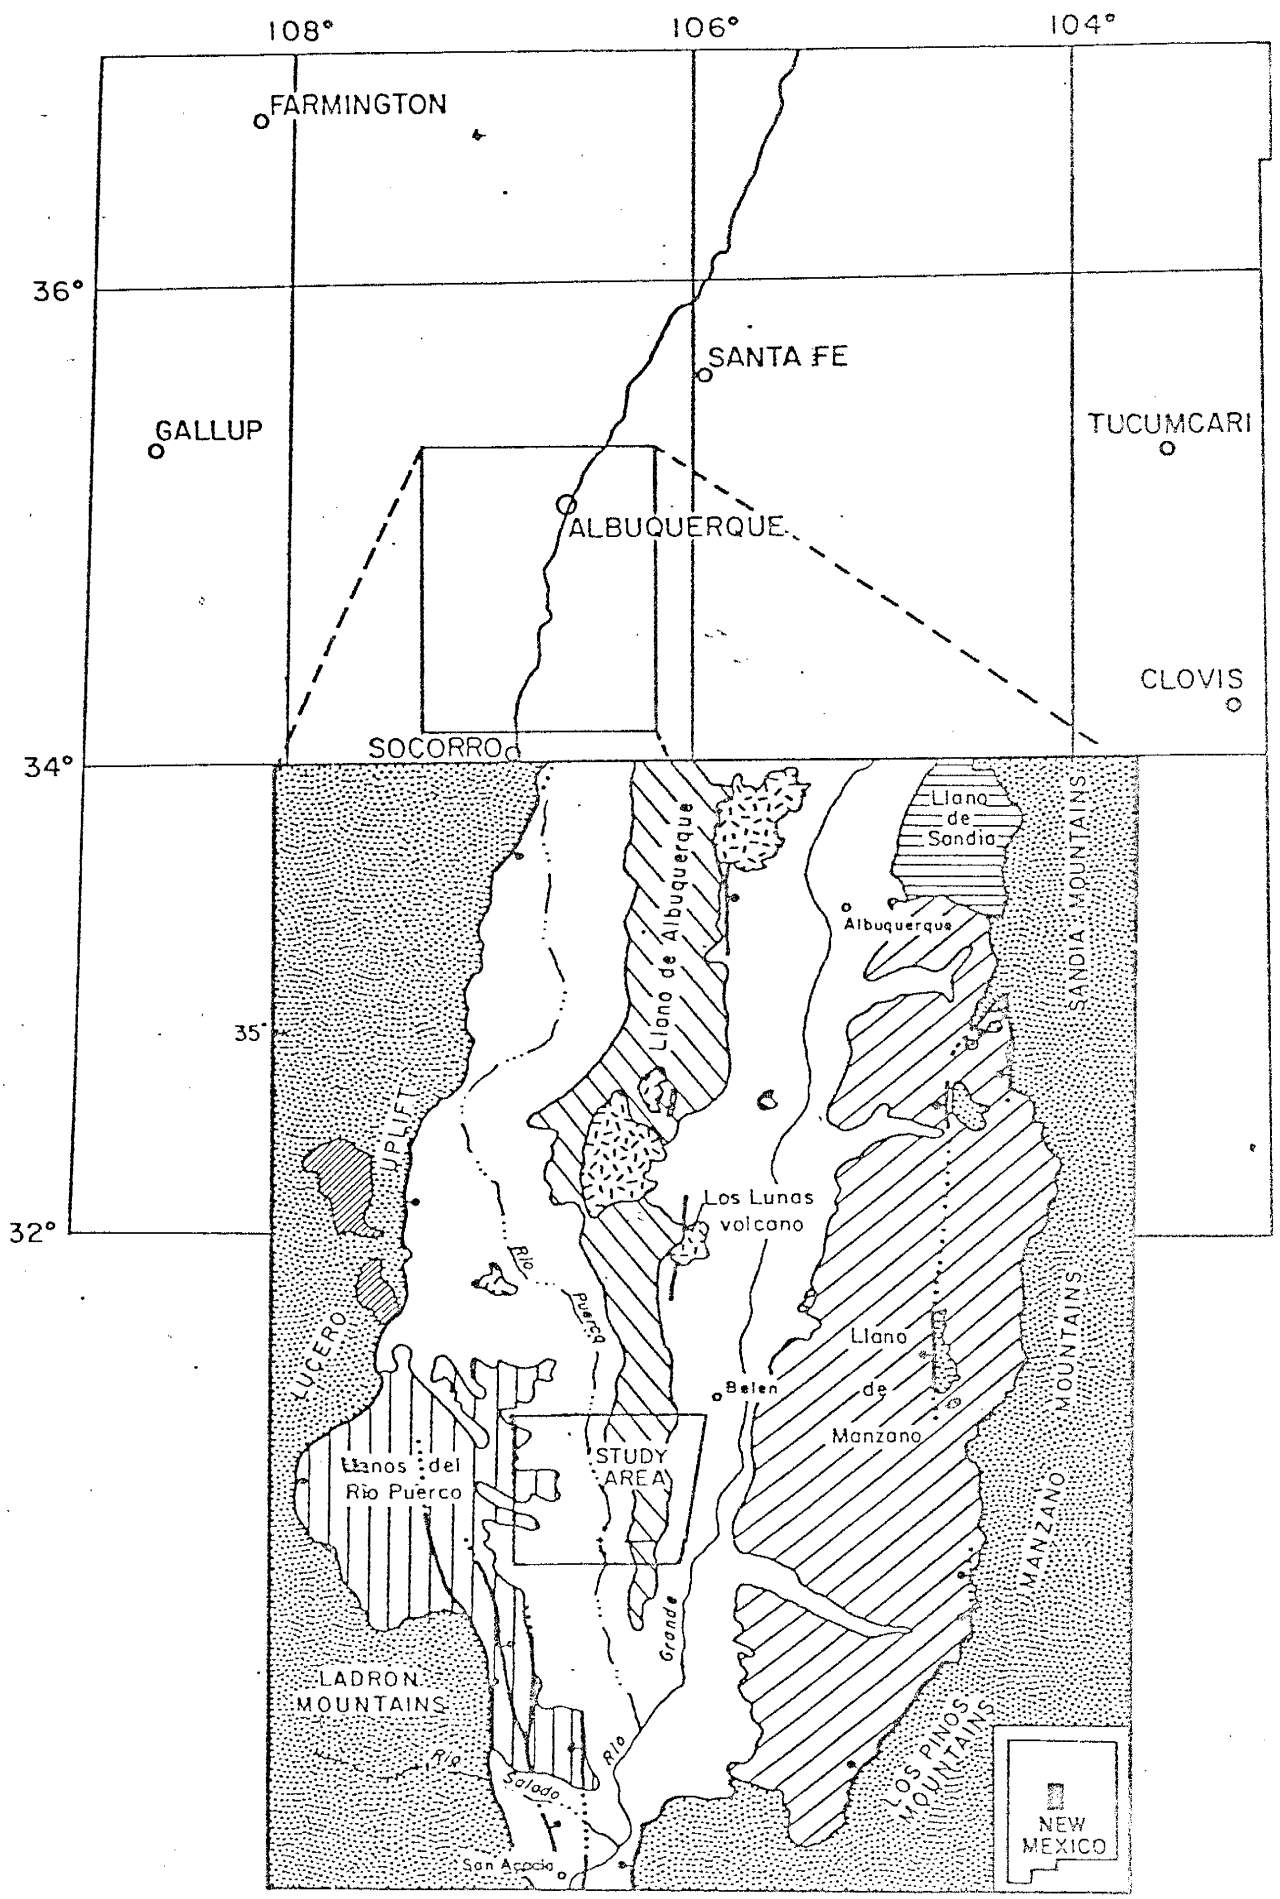 108°
106°
104°
FARMINGTON
36°
SANTA FE
GALLUP
TUCUMCARI
ALBUQUERQUE
CLOVIS
SOCORRO
34°
Llano
de
Sandia
SANDIA MOUNTAINS
Llano de Albuquerque
Albuquerque
35°
UPLIFT
Los Lunas
volcano
32°
Rio
Puerco
LUCERO
Llano
de
Manzano
MANZANO MOUNTAINS
Belen
STUDY
AREA
Llanos del
Rio Puerco
Grande
LADRON
MOUNTAINS
Rio
Rio
Salado
LOS PINOS
MOUNTAINS
NEW
MEXICO
San Acacia